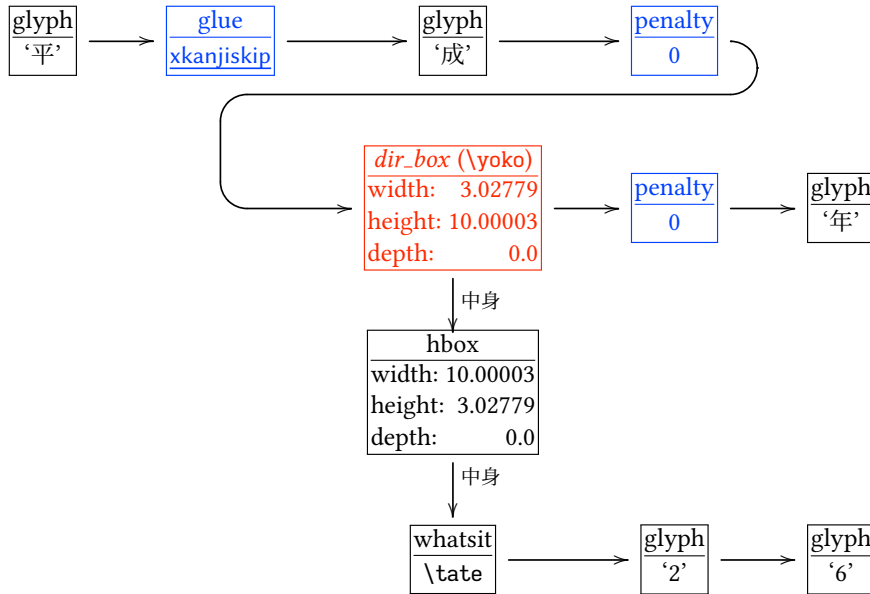 glyph
‘平’
glue
xkanjiskip
glyph
‘成’
penalty
0
dir_box (\yoko)
width: 3.02779
height: 10.00003
depth: 0.0
penalty
0
glyph
‘年’
中身
hbox
width: 10.00003
height: 3.02779
depth: 0.0
中身
whatsit
\tate
glyph
‘2’
glyph
‘6’